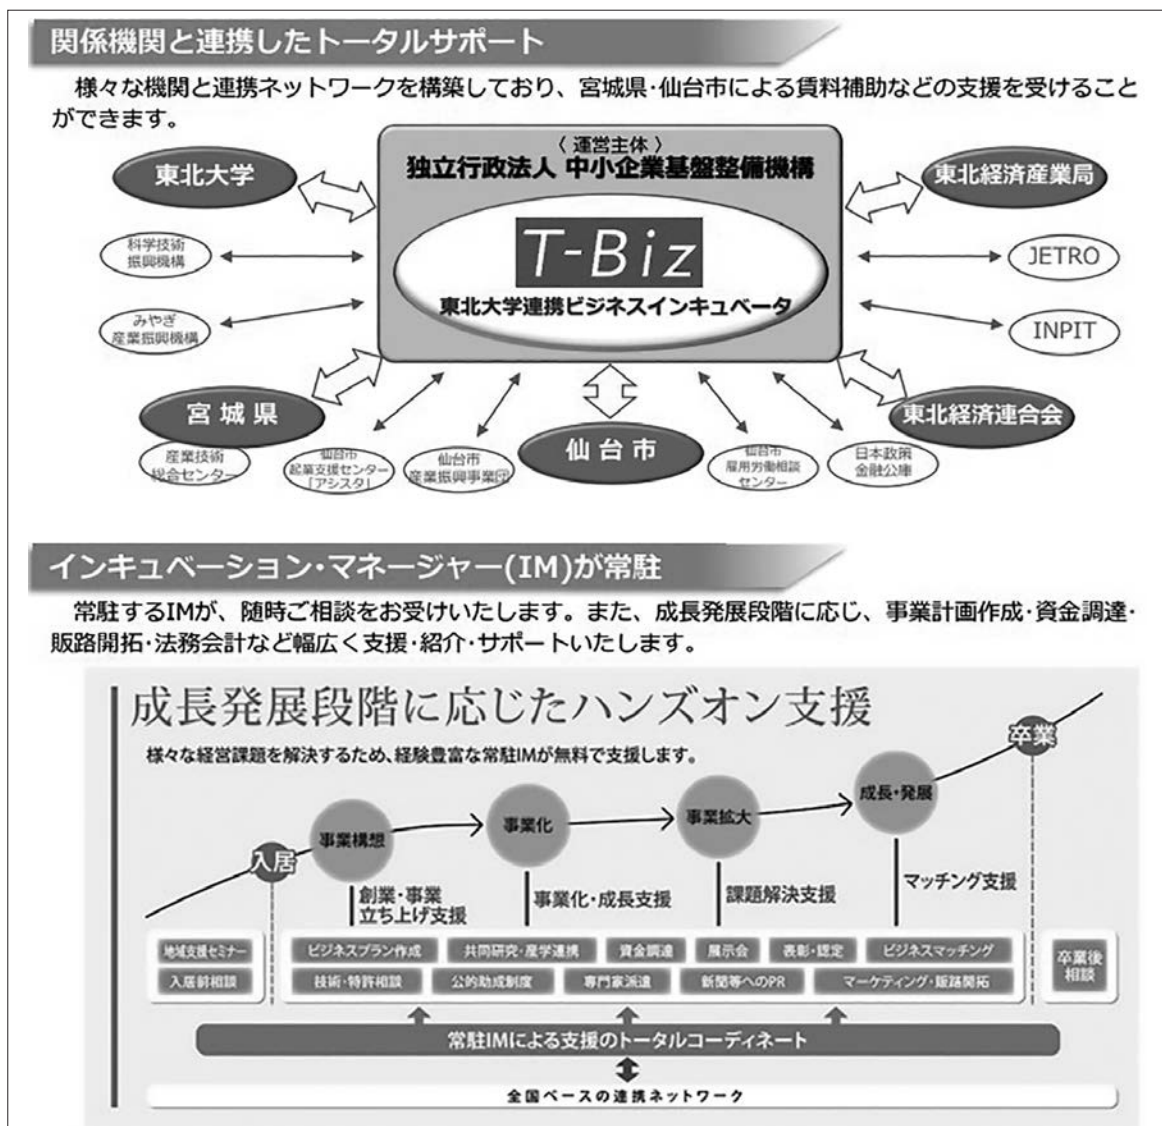 関係機関と連携したトータルサポート
様々な機関と連携ネットワークを構築しており、宮城県・仙台市による賃料補助などの支援を受けること
ができます。
〈 運営主体 〉
独立行政法人 中小企業基盤整備機構
T-Biz
東北大学連携ビジネスインキュベータ
東北大学
東北経済産業局
科学技術
振興機構
JETRO
みやぎ
産業振興機構
INPIT
宮城県
産業技術
総合センター
仙台市
起業支援センター
「アシスタ」
仙台市
産業振興事業団
仙台市
仙台市
雇用労働相談
センター
日本政策
金融公庫
東北経済連合会
インキュベーション・マネージャー(IM)が常駐
常駐するIMが、随時ご相談をお受けいたします。また、成長発展段階に応じ、事業計画作成・資金調達・
販路開拓・法務会計など幅広く支援・紹介・サポートいたします。
成長発展段階に応じたハンズオン支援
様々な経営課題を解決するため、経験豊富な常駐IMが無料で支援します。
入居
事業構想
事業化
事業拡大
成長・発展
卒業
創業・事業
立ち上げ支援
事業化・成長支援
課題解決支援
マッチング支援
地域支援セミナー
ビジネスプラン作成
共同研究・産学連携
資金調達
展示会
表彰・認定
ビジネスマッチング
入居前相談
技術・特許相談
公的助成制度
専門家派遣
新聞等へのPR
マーケティング・販路開拓
卒業後
相談
常駐IMによる支援のトータルコーディネート
全国ベースの連携ネットワーク